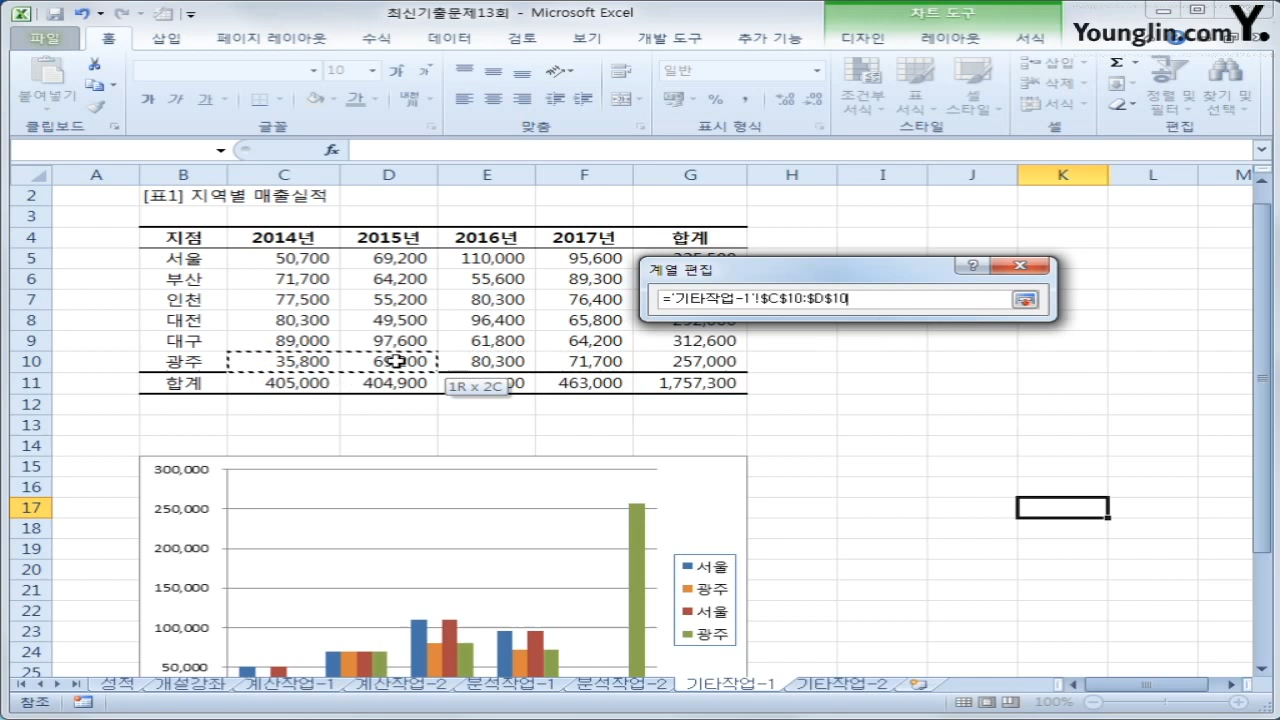 최신기출문제13회 - Microsoft Excel
차트 도구
Younglin.com Y.
파일 홈 삽입 페이지 레이아웃 수식 데이터 검토 보기 개발 도구 추가 기능 디자인 레이아웃 서식
붙여넣기 10 가 가 일반 조건부 서식 표 서식 셀 스타일 삽입 삭제 서식 Σ 정렬 및 필터 찾기 및 선택
가 가 가 %
클립보드 글꼴 맞춤 표시 형식 스타일 셀 편집
fx
A B C D E F G H I J K L M
2 [표1] 지역별 매출실적
3
4 지점 2014년 2015년 2016년 2017년 합계
5 서울 50,700 69,200 110,000 95,600
6 부산 71,700 64,200 55,600 89,300
7 인천 77,500 55,200 80,300 76,400
8 대전 80,300 49,500 96,400 65,800
9 대구 89,000 97,600 61,800 64,200 312,600
10 광주 35,800 80,300 71,700 257,000
11 합계 405,000 404,900 463,000 1,757,300
1R x 2C
계열 편집
='기타작업-1'!$C$10:$D$10
12
13
14
15
16
17
18
19
20
21
22
23
24
25
300,000
250,000
200,000
150,000
100,000
50,000
서울
광주
서울
광주
성적 개설강좌 계산작업-1 계산작업-2 분석작업-1 분석작업-2 기타작업-1 기타작업-2
참조 100%